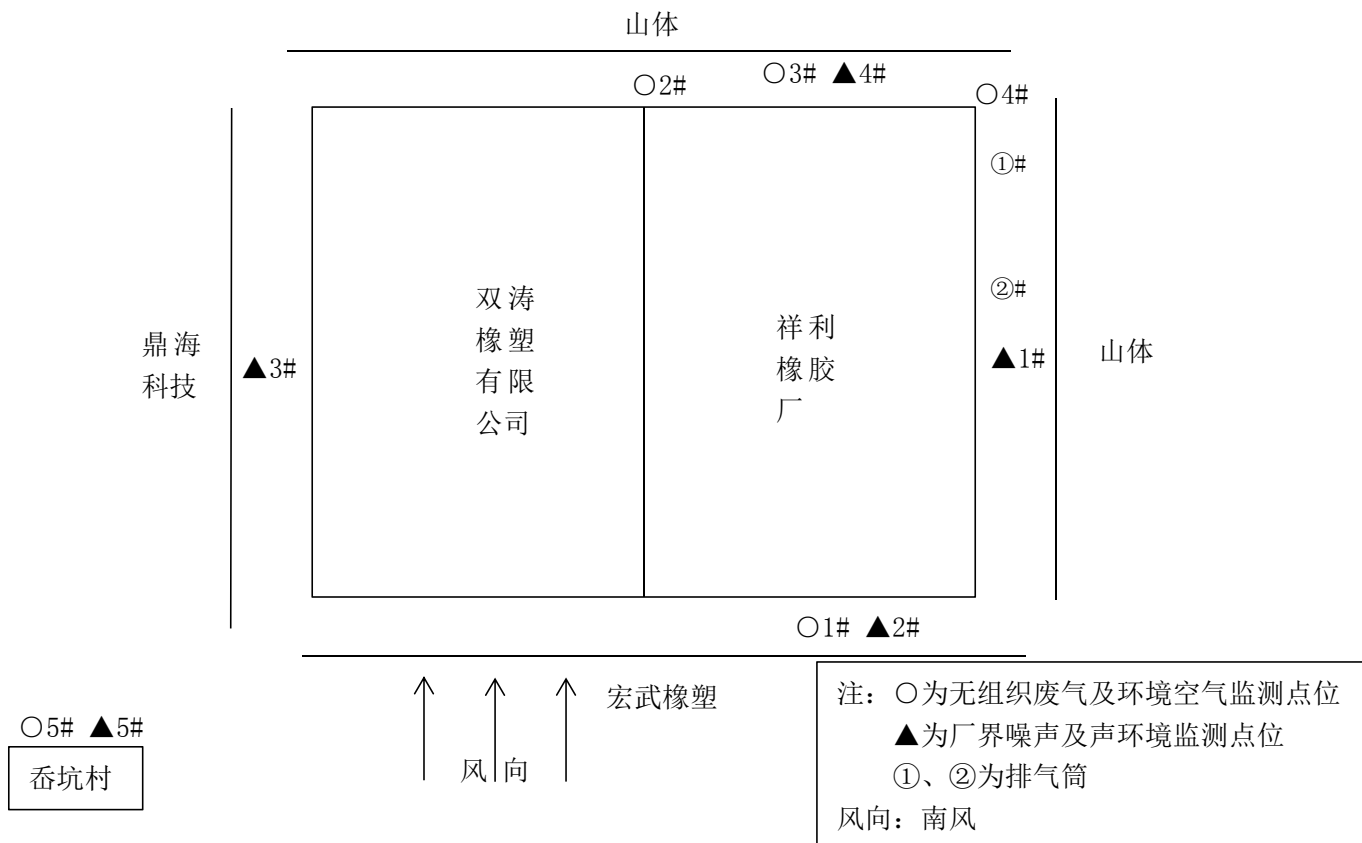 山体
○3# ▲4#
○2#
○4#
①#
②#
双涛
橡塑
有限
公司
祥利
橡胶
厂
鼎海
科技
▲3#
▲1#
山体
○1# ▲2#
宏武橡塑
风向
○5# ▲5#
岙坑村
注：○为无组织废气及环境空气监测点位
▲为厂界噪声及声环境监测点位
①、②为排气筒
风向：南风